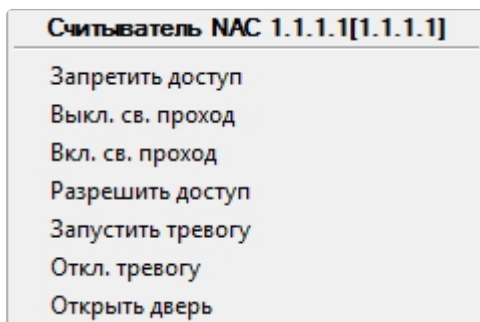 Считыватель NAC 1.1.1.1[1.1.1.1]
Запретить доступ
Выкл. св. проход
Вкл. св. проход
Разрешить доступ
Запустить тревогу
Откл. тревогу
Открыть дверь